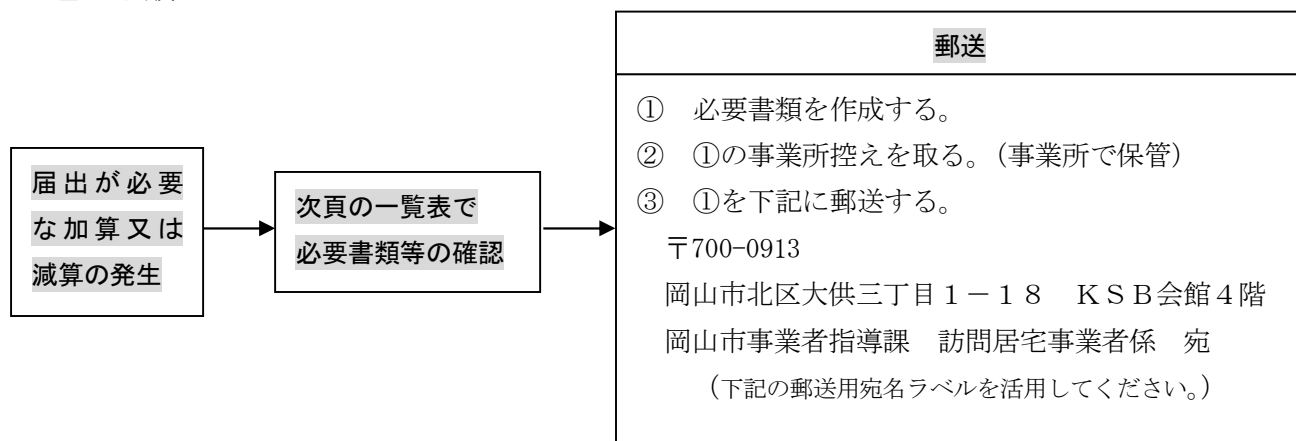 届出が必要
な加算又は
減算の発生
次頁の一覧表で
必要書類等の確認
郵送
① 必要書類を作成する。
② ①の事業所控えを取る。（事業所で保管）
③ ①を下記に郵送する。
〒700-0913
岡山市北区大供三丁目１－１８　ＫＳＢ会館４階
岡山市事業者指導課　訪問居宅事業者係　宛
（下記の郵送用宛名ラベルを活用してください。）